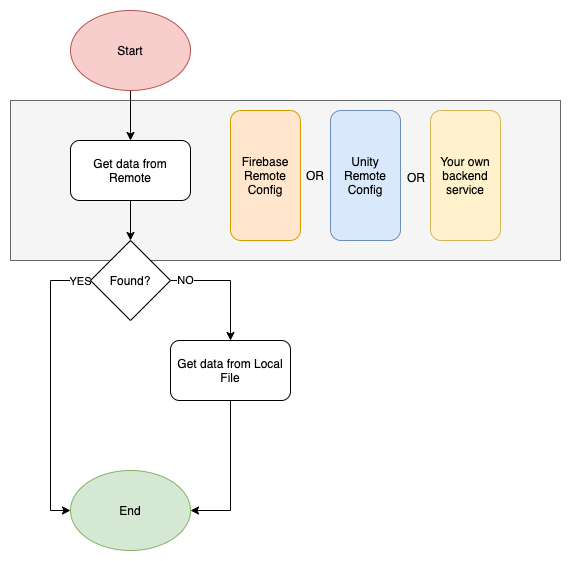 Start
Get data from
Remote
Firebase
Remote
Config
OR
Unity
Remote
Config
OR
Your own
backend
service
YES
Found?
NO
Get data from Local
File
End